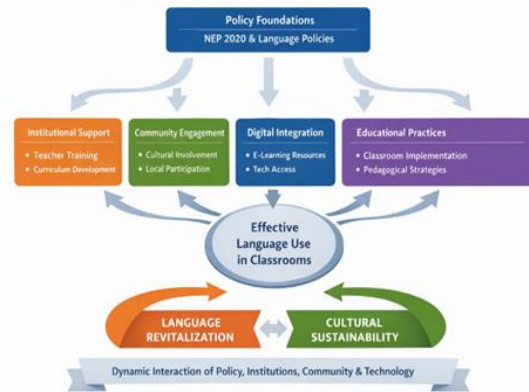 Policy Foundations
NEP 2020 & Language Policies
Institutional Support
• Teacher Training
• Curriculum Development
Community Engagement
• Cultural Involvement
• Local Participation
Digital Integration
• E-Learning Resources
• Tech Access
Educational Practices
• Classroom Implementation
• Pedagogical Strategies
Effective
Language Use
in Classrooms
LANGUAGE
REVITALIZATION
CULTURAL
SUSTAINABILITY
Dynamic Interaction of Policy, Institutions, Community & Technology